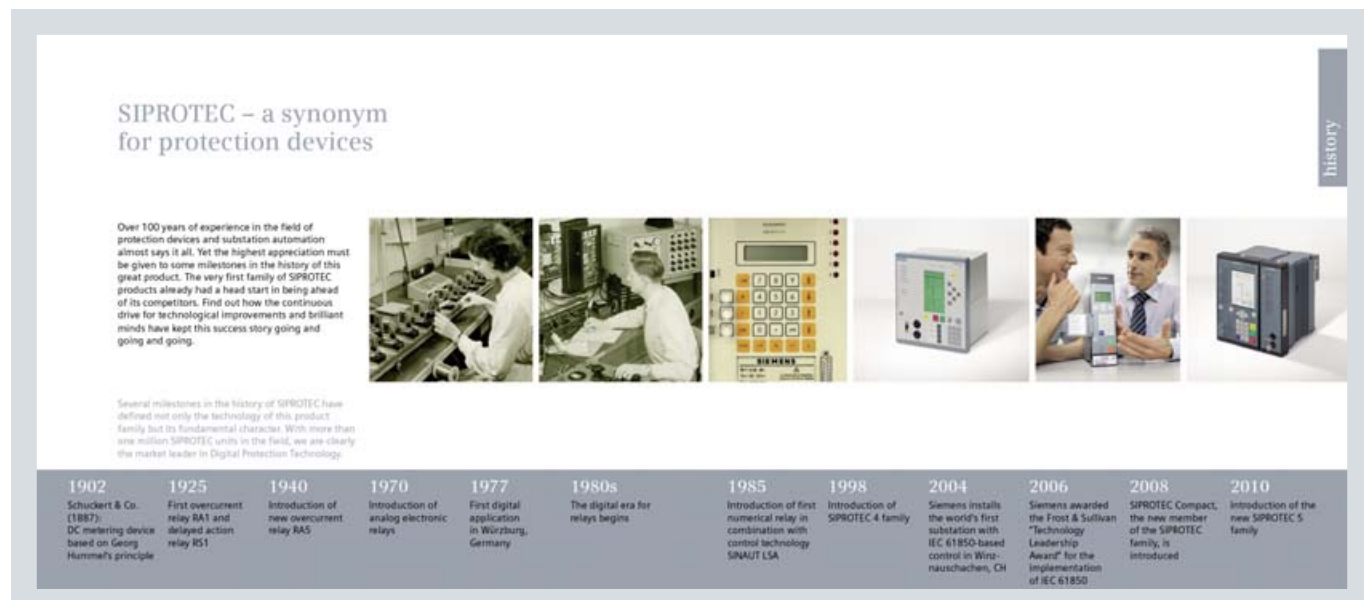 SIPROTEC – a synonym
for protection devices
history
Over 100 years of experience in the field of
protection devices and substation automation
almost says it all. Yet the highest appreciation must
be given to some milestones in the history of this
great product. The very first family of SIPROTEC
products already had a head start in being ahead
of its competitors. Find out how the continuous
drive for technological improvements and brilliant
minds have kept this success story going and
going and going.
SIEMENS
Several milestones in the history of SIPROTEC have
defined not only the technology of this product
family but its fundamental character. With more than
one million SIPROTEC units in the field, we are clearly
the market leader in Digital Protection Technology.
1902
Schuckert & Co.
(1887):
DC metering device
based on Georg
Hummel's principle
1925
First overcurrent
relay RA1 and
delayed action
relay RS1
1940
Introduction of
new overcurrent
relay RA5
1970
Introduction of
analog electronic
relays
1977
First digital
application
in Würzburg,
Germany
1980s
The digital era for
relays begins
1985
Introduction of first
numerical relay in
combination with
control technology
SINAUT LSA
1998
Introduction of
SIPROTEC 4 family
2004
Siemens installs
the world's first
substation with
IEC 61850-based
control in Winz-
nauschachen, CH
2006
Siemens awarded
the Frost & Sullivan
"Technology
Leadership
Award" for the
implementation
of IEC 61850
2008
SIPROTEC Compact,
the new member
of the SIPROTEC
family, is
introduced
2010
Introduction of the
new SIPROTEC 5
family